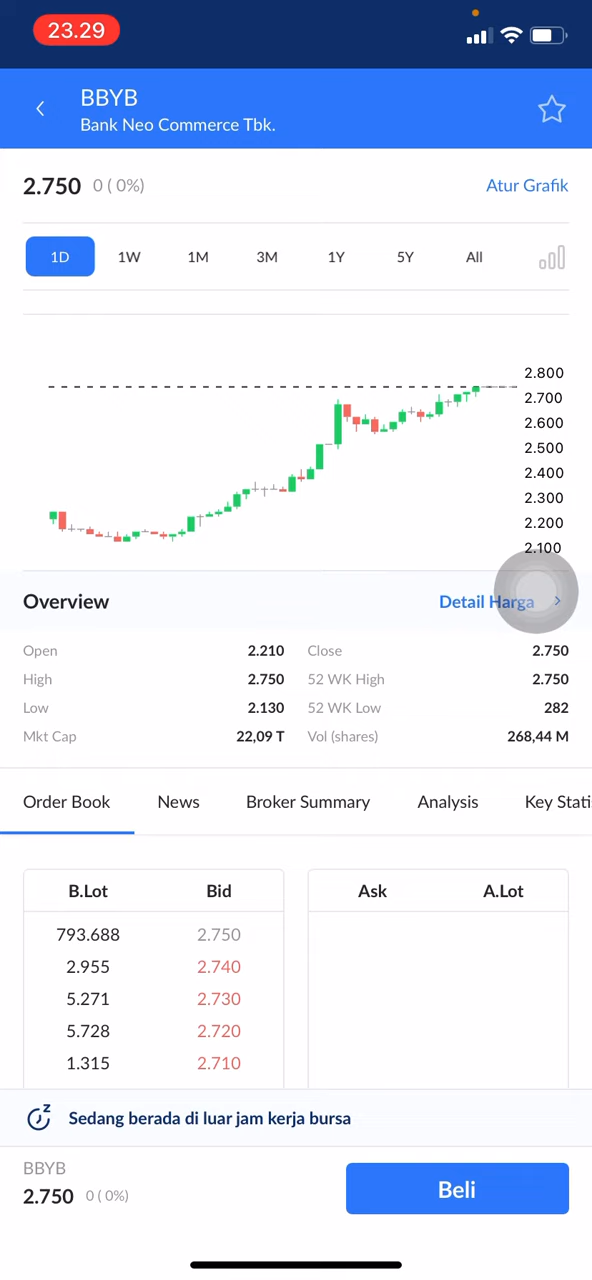 23.29
BBYB
Bank Neo Commerce Tbk.
2.750 0 ( 0%) Atur Grafik
1D 1W 1M 3M 1Y 5Y All
2.800
2.700
2.600
2.500
2.400
2.300
2.200
2.100
Overview Detail Harga
Open 2.210 Close 2.750
High 2.750 52 WK High 2.750
Low 2.130 52 WK Low 282
Mkt Cap 22,09 T Vol (shares) 268,44 M
Order Book News Broker Summary Analysis Key Stati
B.Lot Bid Ask A.Lot
793.688 2.750
2.955 2.740
5.271 2.730
5.728 2.720
1.315 2.710
z Sedang berada di luar jam kerja bursa
BBYB
2.750 0 ( 0%)
Beli